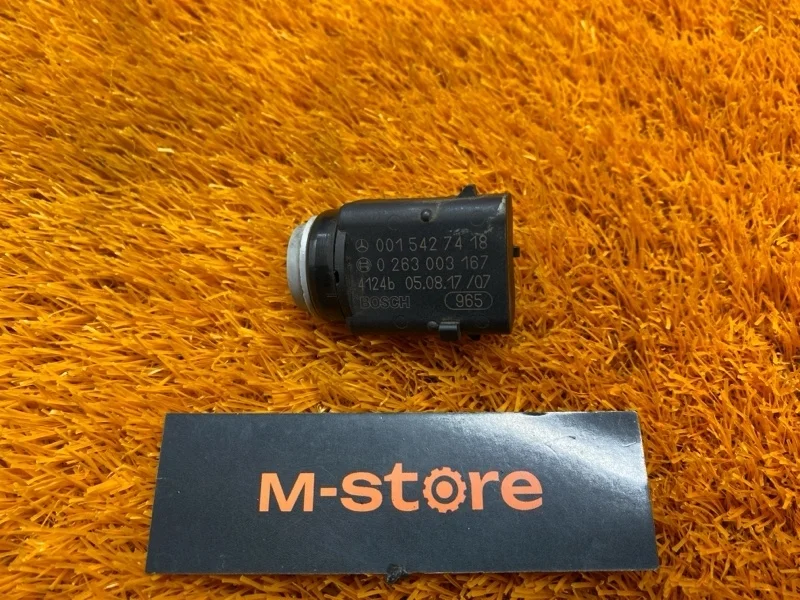 001 542 74 18
0 263 003 167
4124b 05.08.17 /07
BOSCH 965
M-store